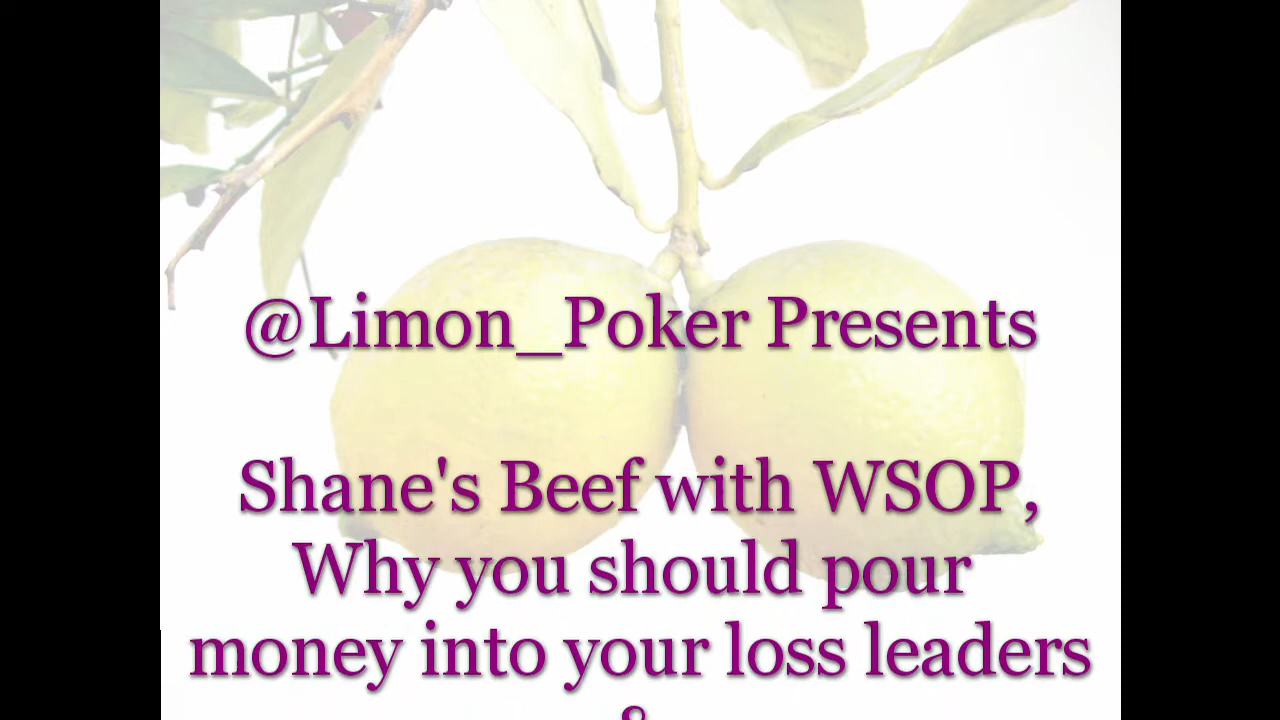 @Limon_Poker Presents
Shane's Beef with WSOP,
Why you should pour
money into your loss leaders